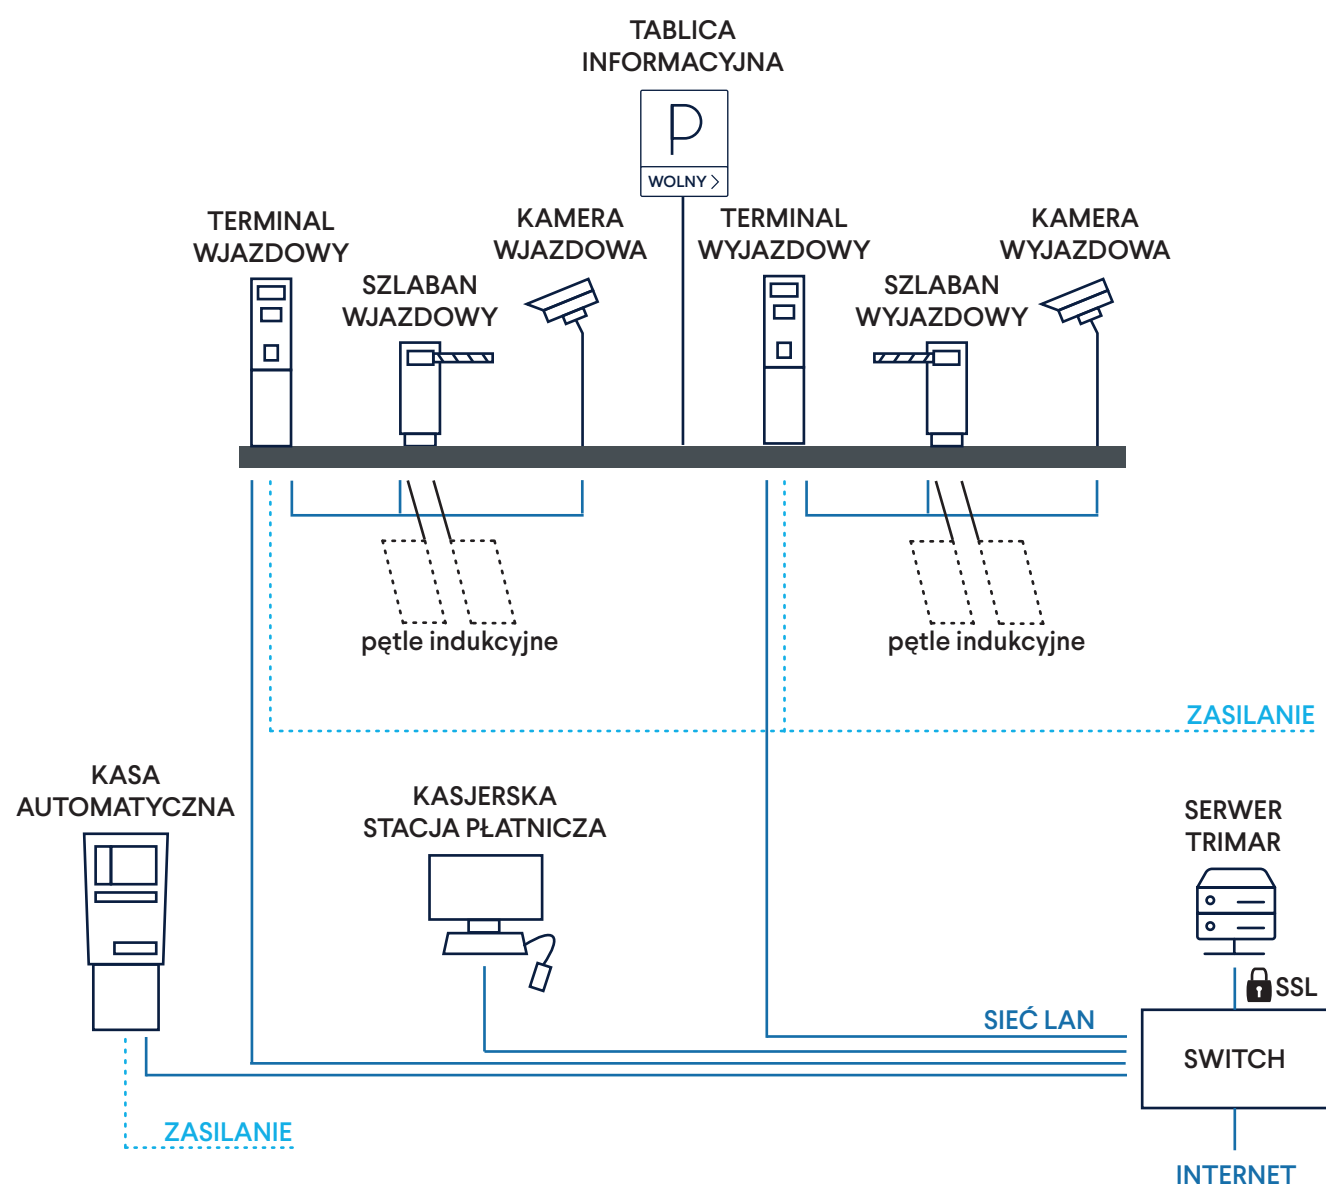 TABLICA
INFORMACYJNA
P
WOLNY >
TERMINAL
WJAZDOWY
SZLABAN
WJAZDOWY
KAMERA
WJAZDOWA
TERMINAL
WYJAZDOWY
SZLABAN
WYJAZDOWY
KAMERA
WYJAZDOWA
pętle indukcyjne
pętle indukcyjne
ZASILANIE
KASA
AUTOMATYCZNA
KASJERSKA
STACJA PŁATNICZA
SERWER
TRIMAR
SSL
SIEĆ LAN
SWITCH
ZASILANIE
INTERNET